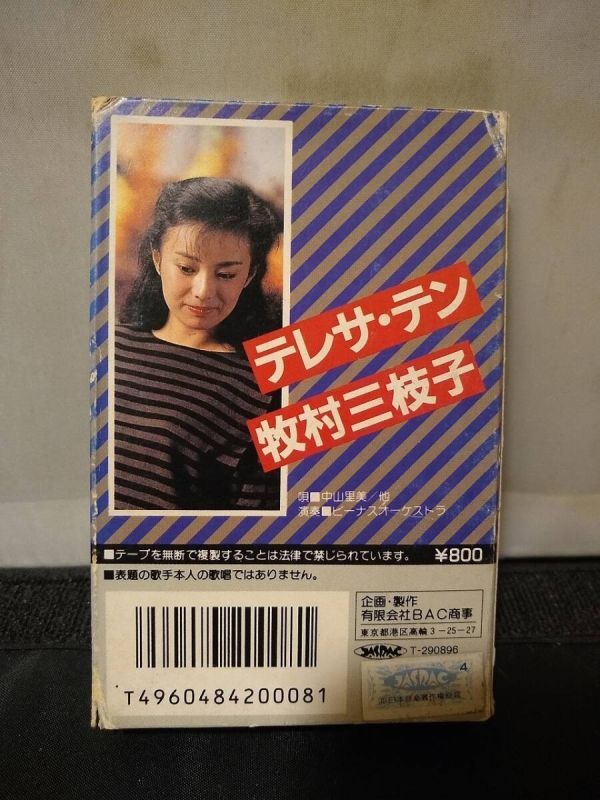 テレサ・テン
牧村三枝子
唄■中山里美/他
演奏■ビーナスオーケストラ
■テープを無断で複製することは法律で禁じられています。 ¥800
■表題の歌手本人の歌唱ではありません。
企画・製作
有限会社BAC商事
東京都港区高輪3-25-27
JASRAC T-290896
4
JASRAC
T4960484200081